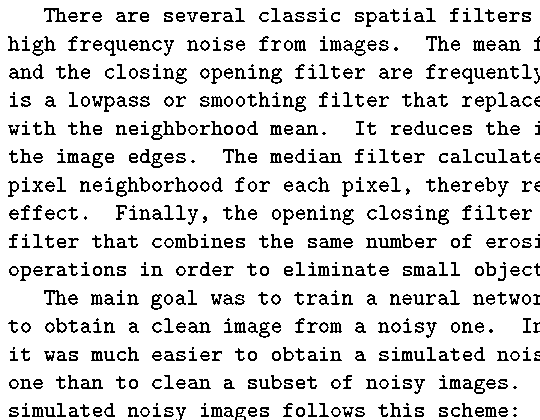 There are several classic spatial filters
high frequency noise from images. The mean f
and the closing opening filter are frequently
is a lowpass or smoothing filter that replace
with the neighborhood mean. It reduces the i
the image edges. The median filter calculate
pixel neighborhood for each pixel, thereby re
effect. Finally, the opening closing filter
filter that combines the same number of erosi
operations in order to eliminate small object
The main goal was to train a neural networ
to obtain a clean image from a noisy one. In
it was much easier to obtain a simulated nois
one than to clean a subset of noisy images.
simulated noisy images follows this scheme: